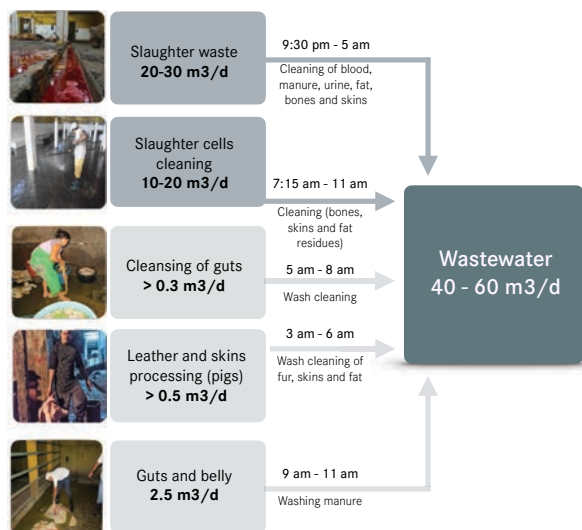 Slaughter waste
20-30 m3/d
9:30 pm - 5 am
Cleaning of blood,
manure, urine, fat,
bones and skins
Slaughter cells
cleaning
10-20 m3/d
7:15 am - 11 am
Cleaning (bones,
skins and fat
residues)
Cleansing of guts
> 0.3 m3/d
5 am - 8 am
Wash cleaning
Leather and skins
processing (pigs)
> 0.5 m3/d
3 am - 6 am
Wash cleaning of
fur, skins and fat
Guts and belly
2.5 m3/d
9 am - 11 am
Washing manure
Wastewater
40 - 60 m3/d